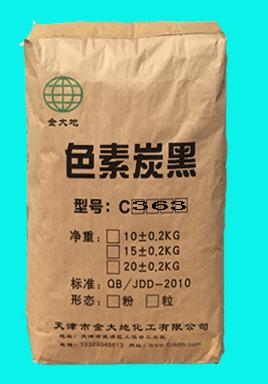 金大地
色素炭黑
型号：C363
净重：□10±0,2KG
□15±0,2KG
□20±0,2KG
标准：QB/JDD-2010
形态：□粉 □粒
天津市金大地化工有限公司